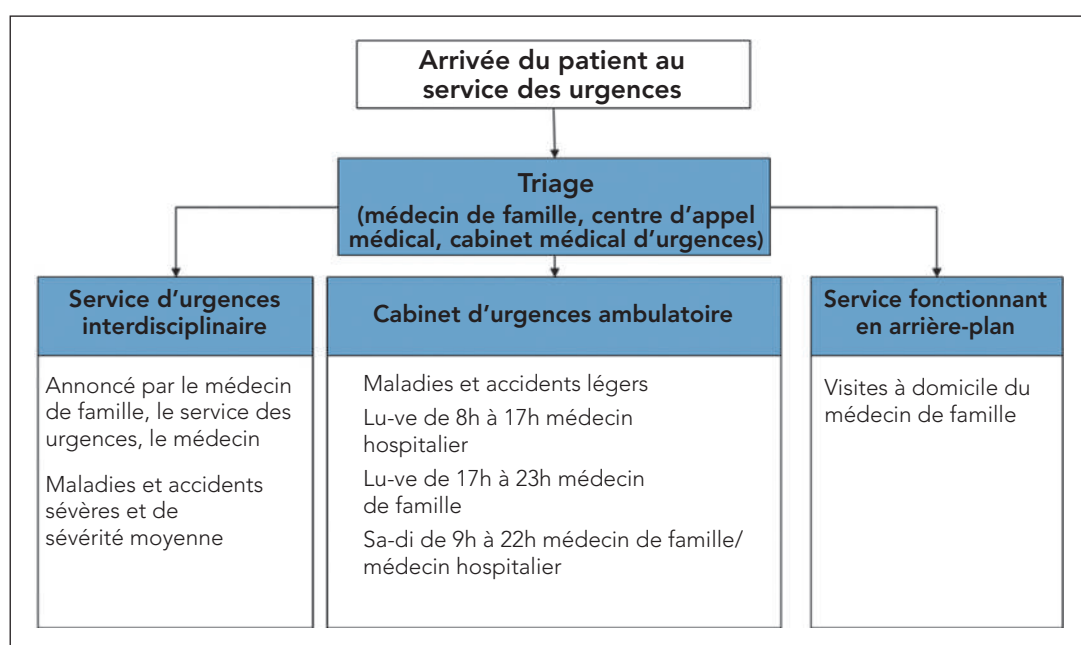 Arrivée du patient au
service des urgences
Triage
(médecin de famille, centre d'appel
médical, cabinet médical d'urgences)
Service d'urgences
interdisciplinaire
Annoncé par le médecin
de famille, le service des
urgences, le médecin
Maladies et accidents
sévères et de
sévérité moyenne
Cabinet d'urgences ambulatoire
Maladies et accidents légers
Lu-ve de 8h à 17h médecin
hospitalier
Lu-ve de 17h à 23h médecin
de famille
Sa-di de 9h à 22h médecin de famille/
médecin hospitalier
Service fonctionnant
en arrière-plan
Visites à domicile du
médecin de famille